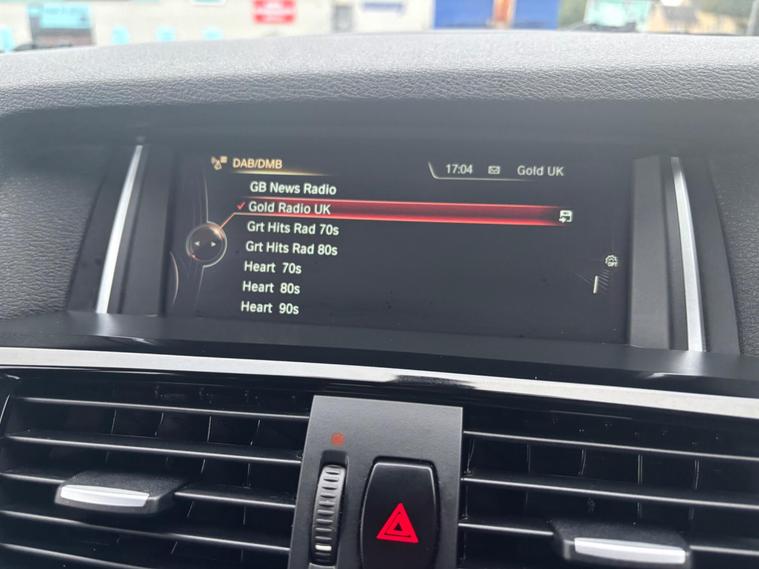 DAB/DMB 17:04 Gold UK
GB News Radio
Gold Radio UK
Grt Hits Rad 70s
Grt Hits Rad 80s
Heart 70s
Heart 80s
Heart 90s
OPT